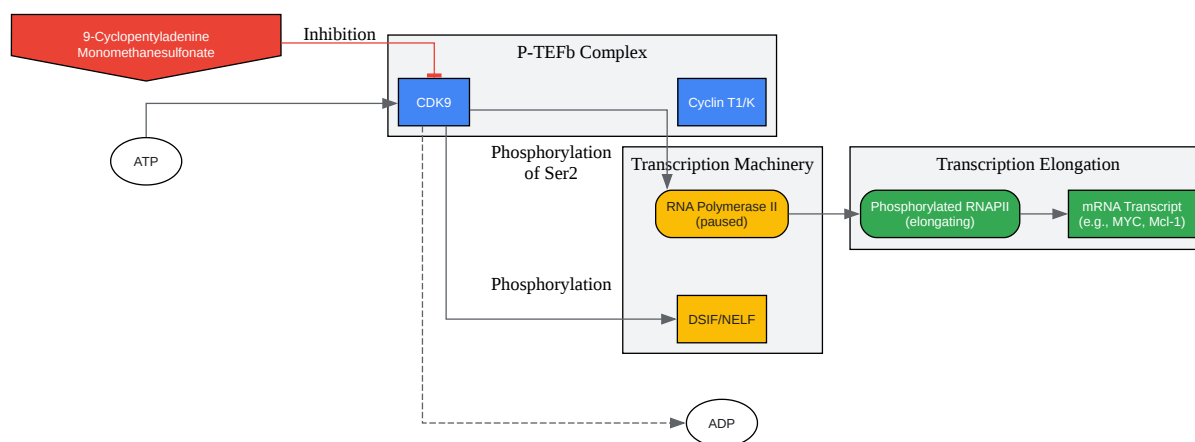 9-Cyclopentyladenine
Monomethanesulfonate
Inhibition
P-TEFb Complex
CDK9
Cyclin T1/K
ATP
Phosphorylation
of Ser2
Transcription Machinery
Transcription Elongation
RNA Polymerase II
(paused)
Phosphorylated RNAPII
(elongating)
mRNA Transcript
(e.g., MYC, Mcl-1)
Phosphorylation
DSIF/NELF
ADP